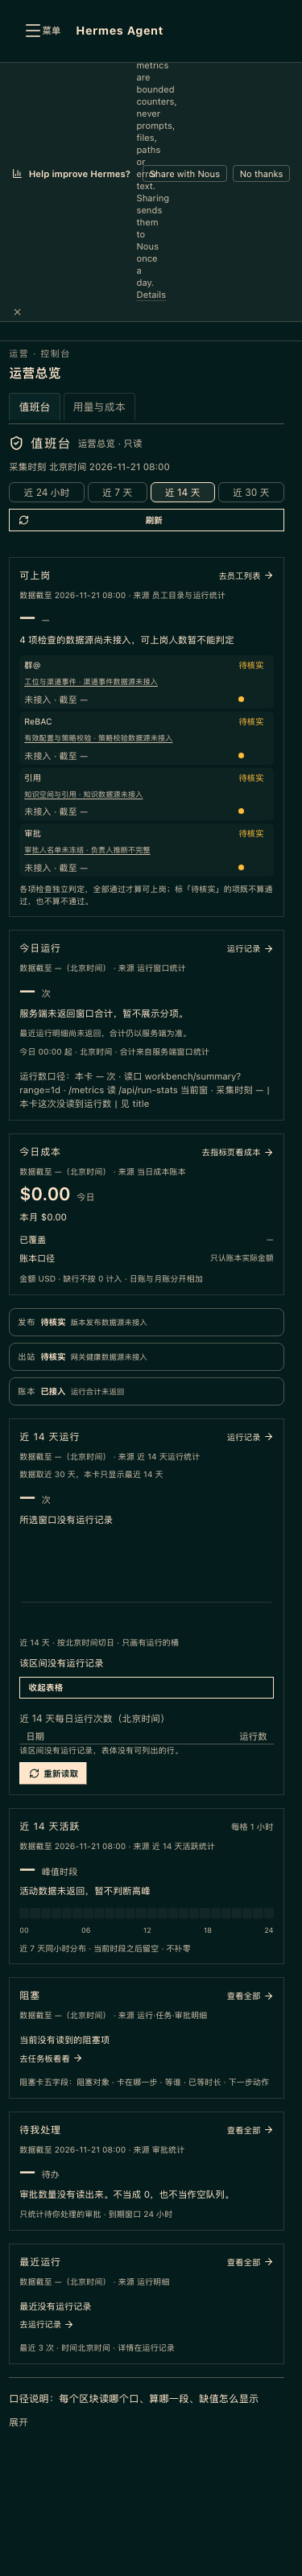 菜单 Hermes Agent
metrics
are
bounded
counters,
never
prompts,
files,
paths
or
Help improve Hermes? error Share with Nous No thanks
text.
Sharing
sends
them
to
Nous
once
a
day.
Details
运营 · 控制台
运营总览
值班台 用量与成本
值班台 运营总览 · 只读
采集时刻 北京时间 2026-11-21 08:00
近 24 小时 近 7 天 近 14 天 近 30 天
刷新
可上岗 去员工列表 →
数据截至 2026-11-21 08:00 · 来源 员工目录与运行统计
— —
4 项检查的数据源尚未接入，可上岗人数暂不能判定
群@ 待核实
工位与渠道事件 · 渠道事件数据源未接入
未接入 · 截至 —
ReBAC 待核实
有效配置与策略校验 · 策略校验数据源未接入
未接入 · 截至 —
引用 待核实
知识空间与引用 · 知识数据源未接入
未接入 · 截至 —
审批 待核实
审批人名单未冻结 · 负责人推断不完整
未接入 · 截至 —
各项检查独立判定，全部通过才算可上岗；标「待核实」的项既不算通
过，也不算不通过。
今日运行 运行记录 →
数据截至 —（北京时间） · 来源 运行窗口统计
— 次
服务端未返回窗口合计，暂不展示分项。
最近运行明细尚未返回，合计仍以服务端为准。
今日 00:00 起 · 北京时间 · 合计来自服务端窗口统计
运行数口径：本卡 — 次 · 读口 workbench/summary?
range=1d · /metrics 读 /api/run-stats 当前窗 · 采集时刻 — |
本卡这次没读到运行数 | 见 title
今日成本 去指标页看成本 →
数据截至 —（北京时间） · 来源 当日成本账本
$0.00 今日
本月 $0.00
已覆盖 —
账本口径 只认账本实际金额
金额 USD · 缺行不按 0 计入 · 日账与月账分开相加
发布 待核实 版本发布数据源未接入
出站 待核实 网关健康数据源未接入
账本 已接入 运行合计未返回
近 14 天运行 运行记录 →
数据截至 —（北京时间） · 来源 近 14 天运行统计
数据取近 30 天，本卡只显示最近 14 天
— 次
所选窗口没有运行记录
近 14 天 · 按北京时间切日 · 只画有运行的桶
该区间没有运行记录
收起表格
近 14 天每日运行次数（北京时间）
日期 运行数
该区间没有运行记录，表体没有可列出的行。
重新读取
近 14 天活跃 每格 1 小时
数据截至 2026-11-21 08:00 · 来源 近 14 天活跃统计
— 峰值时段
活动数据未返回，暂不判断高峰
00 06 12 18 24
近 7 天同小时分布 · 当前时段之后留空 · 不补零
阻塞 查看全部 →
数据截至 —（北京时间） · 来源 运行·任务·审批明细
当前没有读到的阻塞项
去任务板看看 →
阻塞卡五字段：阻塞对象 · 卡在哪一步 · 等谁 · 已等时长 · 下一步动作
待我处理 查看全部 →
数据截至 2026-11-21 08:00 · 来源 审批统计
— 待办
审批数量没有读出来。不当成 0，也不当作空队列。
只统计待你处理的审批 · 到期窗口 24 小时
最近运行 查看全部 →
数据截至 —（北京时间） · 来源 运行明细
最近没有运行记录
去运行记录 →
最近 3 次 · 时间北京时间 · 详情在运行记录
口径说明：每个区块读哪个口、算哪一段、缺值怎么显示
展开